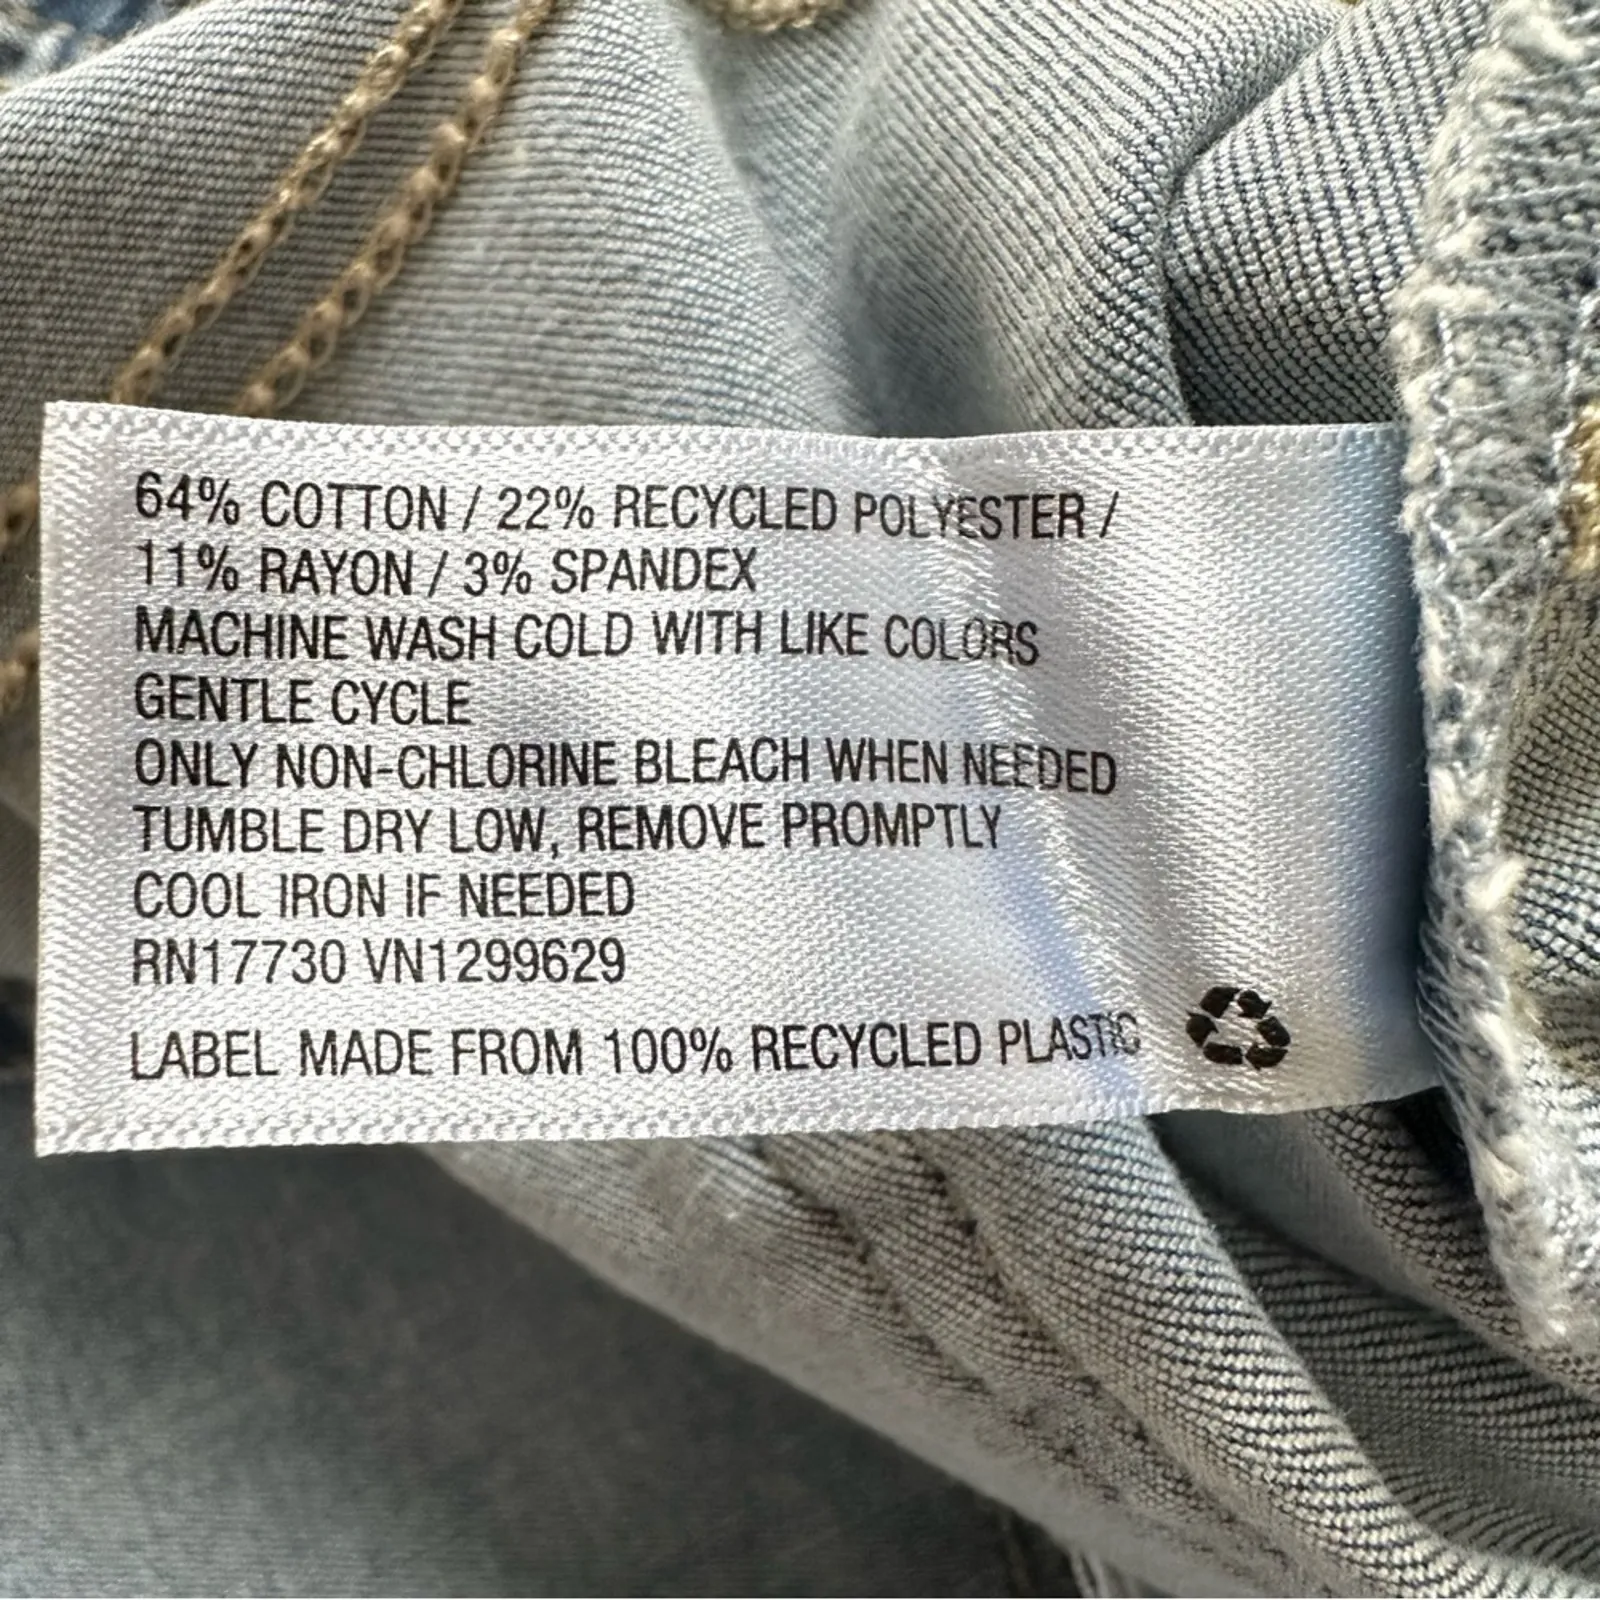 64% COTTON / 22% RECYCLED POLYESTER /
11% RAYON / 3% SPANDEX
MACHINE WASH COLD WITH LIKE COLORS
GENTLE CYCLE
ONLY NON-CHLORINE BLEACH WHEN NEEDED
TUMBLE DRY LOW, REMOVE PROMPTLY
COOL IRON IF NEEDED
RN17730 VN1299629
LABEL MADE FROM 100% RECYCLED PLASTIC